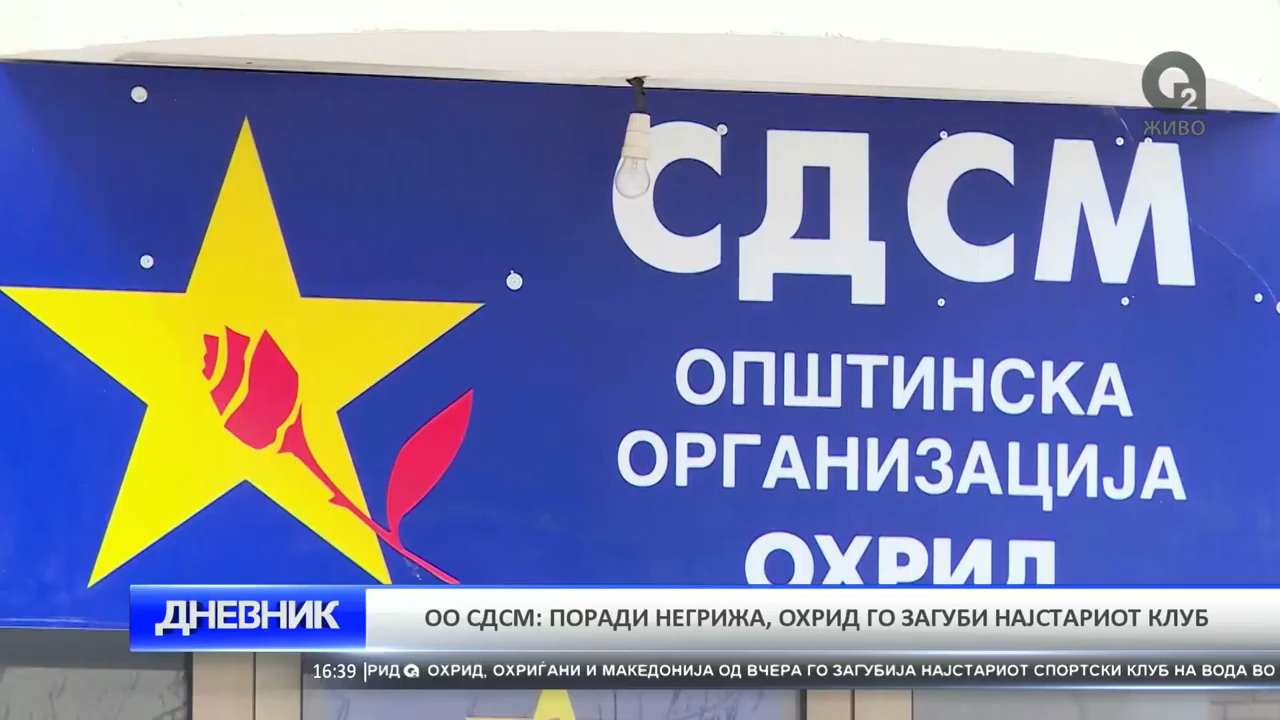 2
ЖИВО
СДСМ
ОПШТИНСКА
ОРГАНИЗАЦИЈА
ОХРИД
ДНЕВНИК
ОО СДСМ: ПОРАДИ НЕГРИЖА, ОХРИД ГО ЗАГУБИ НАЈСТАРИОТ КЛУБ
16:39 РИД ОХРИД, ОХРИЃАНИ И МАКЕДОНИЈА ОД ВЧЕРА ГО ЗАГУБИЈА НАЈСТАРИОТ СПОРТСКИ КЛУБ НА ВОДА ВО